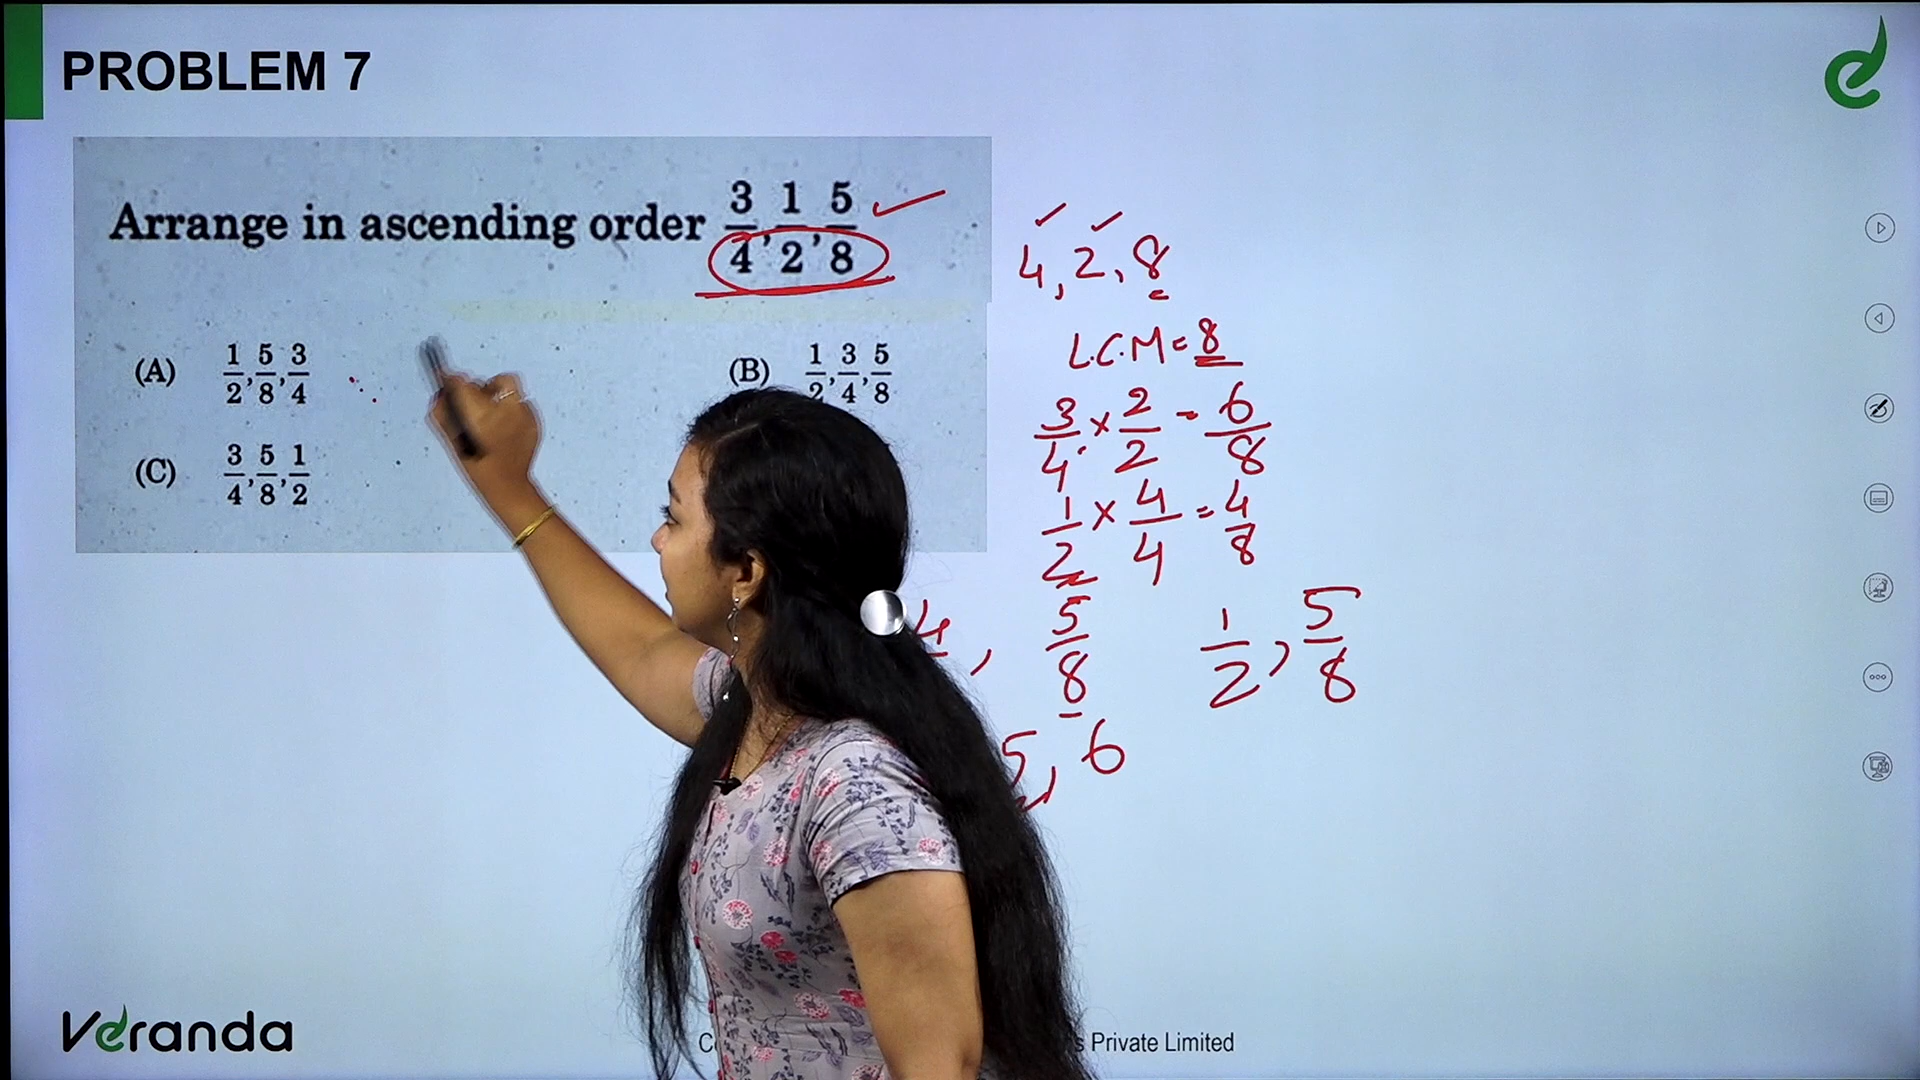 PROBLEM 7
Arrange in ascending order 3/4, 1/2, 5/8
(A) 1/2, 5/8, 3/4
(B) 1/2, 3/4, 5/8
(C) 3/4, 5/8, 1/2
4, 2, 8
L.C.M = 8
3/4 × 2/2 = 6/8
1/2 × 4/4 = 4/8
4, 5/8
1/2, 5/8
5, 6
Veranda
Private Limited